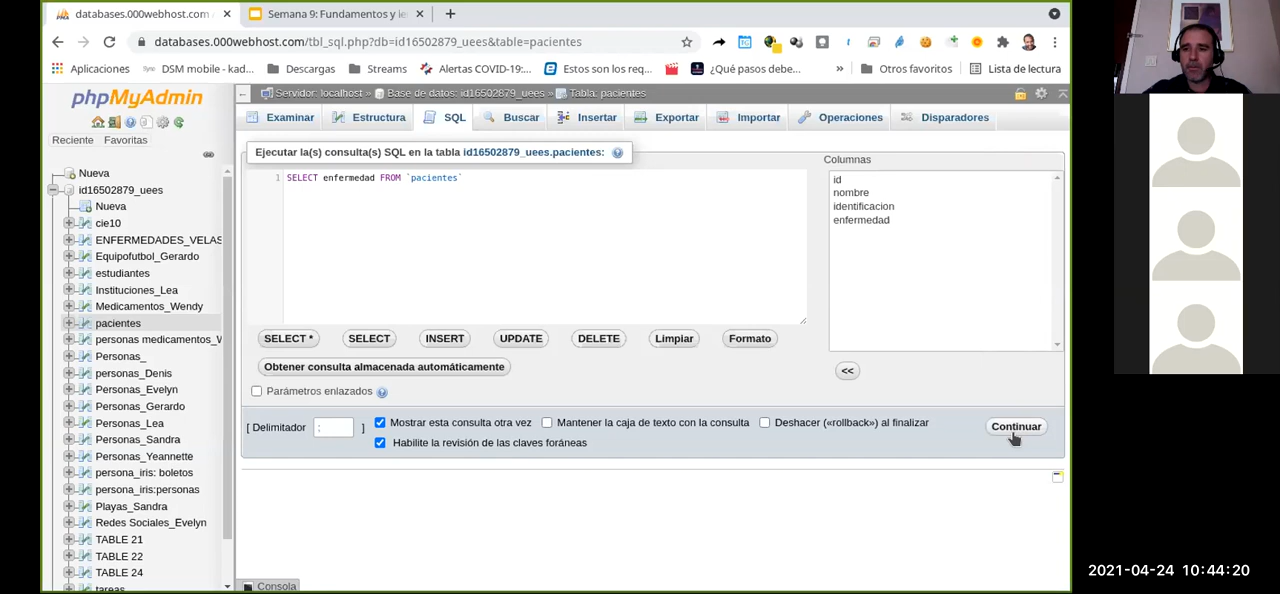 databases.000webhost.com /
Semana 9: Fundamentos y le
databases.000webhost.com/tbl_sql.php?db=id16502879_uees&table=pacientes
Aplicaciones
DSM mobile - kad...
Descargas
Streams
Alertas COVID-19:...
Estos son los req...
¿Qué pasos debe...
»
Otros favoritos
Lista de lectura
phpMyAdmin
Reciente
Favoritas
Nueva
id16502879_uees
Nueva
cie10
ENFERMEDADES_VELAS
Equipofutbol_Gerardo
estudiantes
Instituciones_Lea
Medicamentos_Wendy
pacientes
personas medicamentos_W
Personas_
personas_Denis
Personas_Evelyn
Personas_Gerardo
Personas_Lea
Personas_Sandra
Personas_Yeannette
persona_iris: boletos
persona_iris:personas
Playas_Sandra
Redes Sociales_Evelyn
TABLE 21
TABLE 22
TABLE 24
tareas
Servidor: localhost » Base de datos: id16502879_uees » Tabla: pacientes
Examinar
Estructura
SQL
Buscar
Insertar
Exportar
Importar
Operaciones
Disparadores
Ejecutar la(s) consulta(s) SQL en la tabla id16502879_uees.pacientes:
1 SELECT enfermedad FROM `pacientes`
Columnas
id
nombre
identificacion
enfermedad
SELECT *
SELECT
INSERT
UPDATE
DELETE
Limpiar
Formato
Obtener consulta almacenada automáticamente
<<
Parámetros enlazados
[ Delimitador ; ]
Mostrar esta consulta otra vez
Mantener la caja de texto con la consulta
Deshacer («rollback») al finalizar
Continuar
Habilite la revisión de las claves foráneas
Consola
2021-04-24 10:44:20